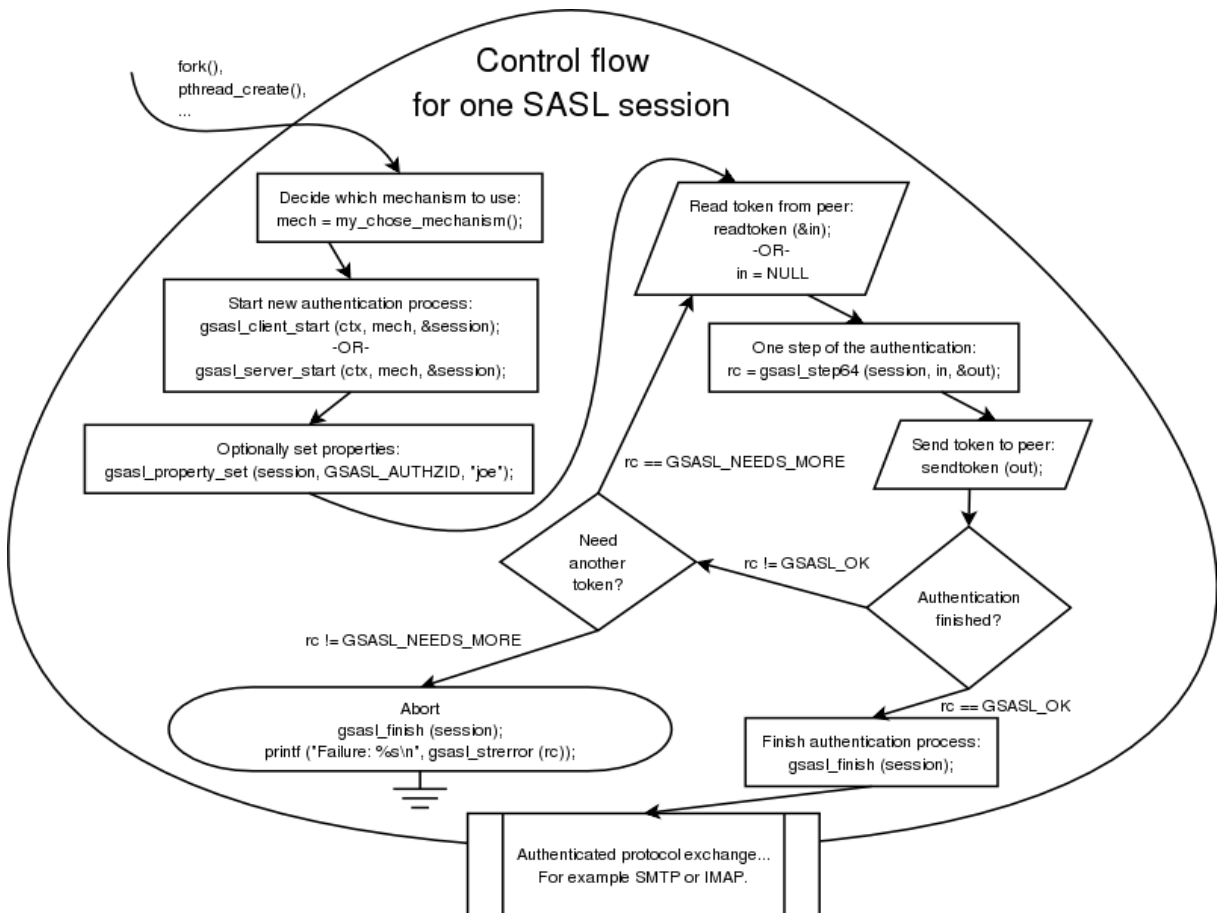 Control flow
for one SASL session
fork(),
pthread_create(),
...
Decide which mechanism to use:
mech = my_chose_mechanism();
Start new authentication process:
gsasl_client_start (ctx, mech, &session);
-OR-
gsasl_server_start (ctx, mech, &session);
Optionally set properties:
gsasl_property_set (session, GSASL_AUTHZID, "joe");
Read token from peer:
readtoken (&in);
-OR-
in = NULL
One step of the authentication:
rc = gsasl_step64 (session, in, &out);
Send token to peer:
sendtoken (out);
Authentication
finished?
rc != GSASL_OK
Need
another
token?
rc == GSASL_NEEDS_MORE
rc != GSASL_NEEDS_MORE
Abort
gsasl_finish (session);
printf ("Failure: %s\n", gsasl_strerror (rc));
rc == GSASL_OK
Finish authentication process:
gsasl_finish (session);
Authenticated protocol exchange...
For example SMTP or IMAP.